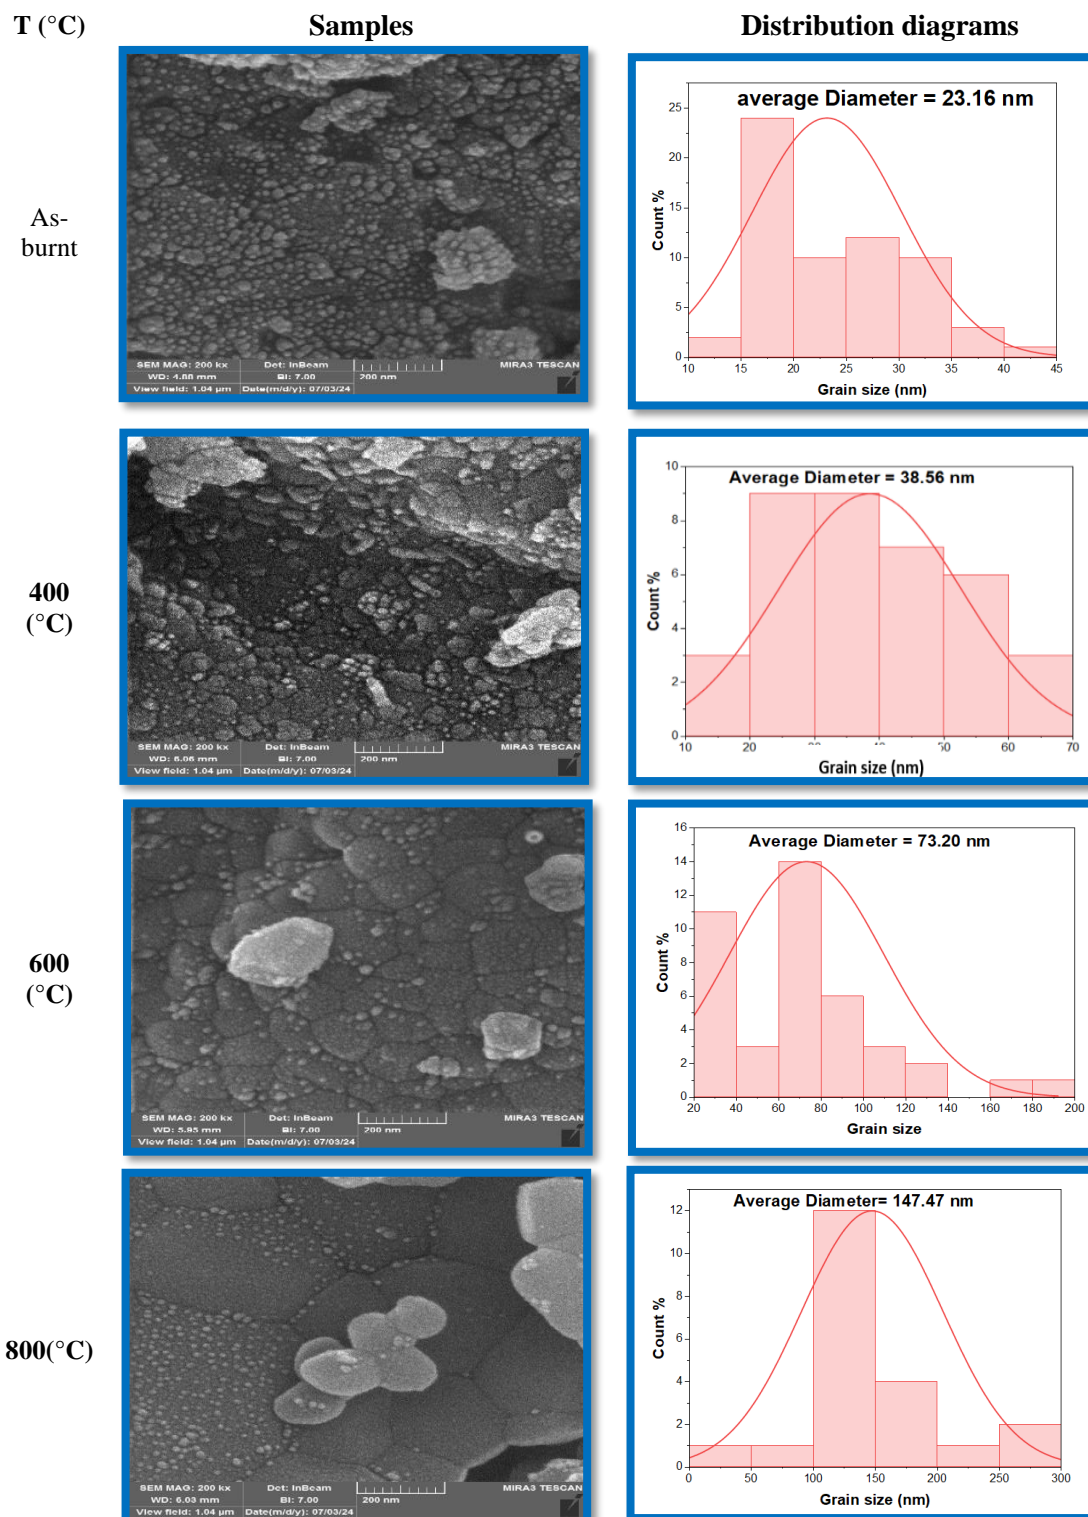 T (°C) Samples Distribution diagrams
As-
burnt
SEM MAG: 200 kx Det: InBeam MIRA3 TESCAN
WD: 4.88 mm BI: 7.00 200 nm
View field: 1.04 µm Date(m/d/y): 07/03/24
average Diameter = 23.16 nm
Count %
25
20
15
10
5
0
10 15 20 25 30 35 40 45
Grain size (nm)
400
(°C)
SEM MAG: 200 kx Det: InBeam MIRA3 TESCAN
WD: 6.06 mm BI: 7.00 200 nm
View field: 1.04 µm Date(m/d/y): 07/03/24
Average Diameter = 38.56 nm
Count %
10
8
6
4
2
0
10 20 30 40 50 60 70
Grain size (nm)
600
(°C)
SEM MAG: 200 kx Det: InBeam MIRA3 TESCAN
WD: 5.95 mm BI: 7.00 200 nm
View field: 1.04 µm Date(m/d/y): 07/03/24
Average Diameter = 73.20 nm
Count %
16
14
12
10
8
6
4
2
0
20 40 60 80 100 120 140 160 180 200
Grain size
800(°C)
SEM MAG: 200 kx Det: InBeam MIRA3 TESCAN
WD: 6.03 mm BI: 7.00 200 nm
View field: 1.04 µm Date(m/d/y): 07/03/24
Average Diameter= 147.47 nm
Count %
12
10
8
6
4
2
0
0 50 100 150 200 250 300
Grain size (nm)